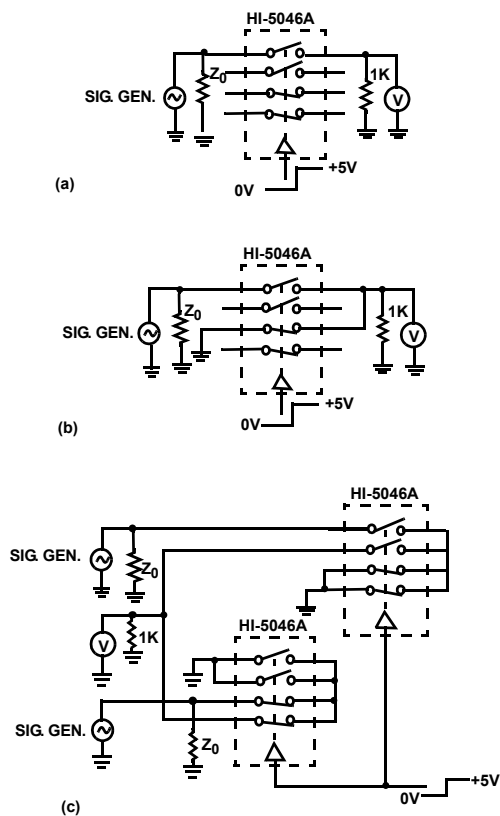 HI-5046A
Z0
1K
SIG. GEN.
V
+5V
0V
(a)
HI-5046A
Z0
1K
SIG. GEN.
V
+5V
0V
(b)
HI-5046A
SIG. GEN.
Z0
HI-5046A
1K
V
SIG. GEN.
Z0
+5V
0V
(c)